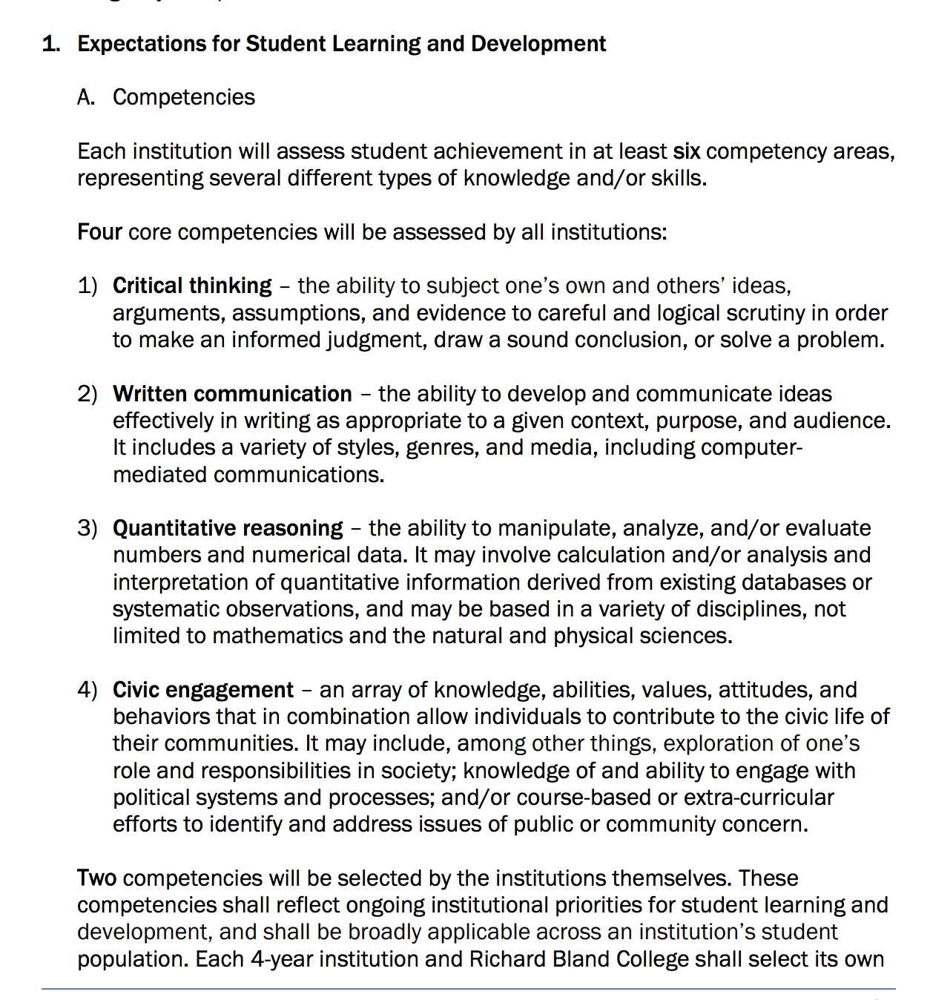 1. Expectations for Student Learning and Development
A. Competencies
Each institution will assess student achievement in at least six competency areas,
representing several different types of knowledge and/or skills.
Four core competencies will be assessed by all institutions:
1) Critical thinking – the ability to subject one’s own and others’ ideas,
arguments, assumptions, and evidence to careful and logical scrutiny in order
to make an informed judgment, draw a sound conclusion, or solve a problem.
2) Written communication – the ability to develop and communicate ideas
effectively in writing as appropriate to a given context, purpose, and audience.
It includes a variety of styles, genres, and media, including computer-
mediated communications.
3) Quantitative reasoning – the ability to manipulate, analyze, and/or evaluate
numbers and numerical data. It may involve calculation and/or analysis and
interpretation of quantitative information derived from existing databases or
systematic observations, and may be based in a variety of disciplines, not
limited to mathematics and the natural and physical sciences.
4) Civic engagement – an array of knowledge, abilities, values, attitudes, and
behaviors that in combination allow individuals to contribute to the civic life of
their communities. It may include, among other things, exploration of one’s
role and responsibilities in society; knowledge of and ability to engage with
political systems and processes; and/or course-based or extra-curricular
efforts to identify and address issues of public or community concern.
Two competencies will be selected by the institutions themselves. These
competencies shall reflect ongoing institutional priorities for student learning and
development, and shall be broadly applicable across an institution’s student
population. Each 4-year institution and Richard Bland College shall select its own